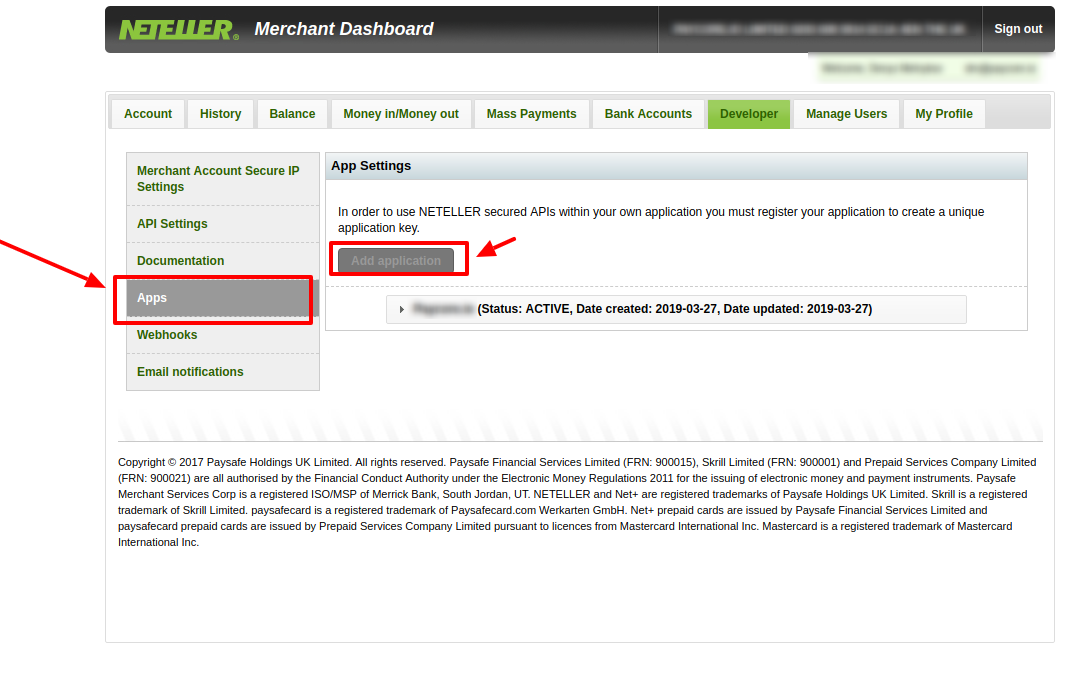 NETELLER® Merchant Dashboard
Sign out
Account History Balance Money in/Money out Mass Payments Bank Accounts Developer Manage Users My Profile
Merchant Account Secure IP
Settings
API Settings
Documentation
Apps
Webhooks
Email notifications
App Settings
In order to use NETELLER secured APIs within your own application you must register your application to create a unique
application key.
Add application
(Status: ACTIVE, Date created: 2019-03-27, Date updated: 2019-03-27)
Copyright © 2017 Paysafe Holdings UK Limited. All rights reserved. Paysafe Financial Services Limited (FRN: 900015), Skrill Limited (FRN: 900001) and Prepaid Services Company Limited
(FRN: 900021) are all authorised by the Financial Conduct Authority under the Electronic Money Regulations 2011 for the issuing of electronic money and payment instruments. Paysafe
Merchant Services Corp is a registered ISO/MSP of Merrick Bank, South Jordan, UT. NETELLER and Net+ are registered trademarks of Paysafe Holdings UK Limited. Skrill is a registered
trademark of Skrill Limited. paysafecard is a registered trademark of Paysafecard.com Werkarten GmbH. Net+ prepaid cards are issued by Paysafe Financial Services Limited and
paysafecard prepaid cards are issued by Prepaid Services Company Limited pursuant to licences from Mastercard International Inc. Mastercard is a registered trademark of Mastercard
International Inc.